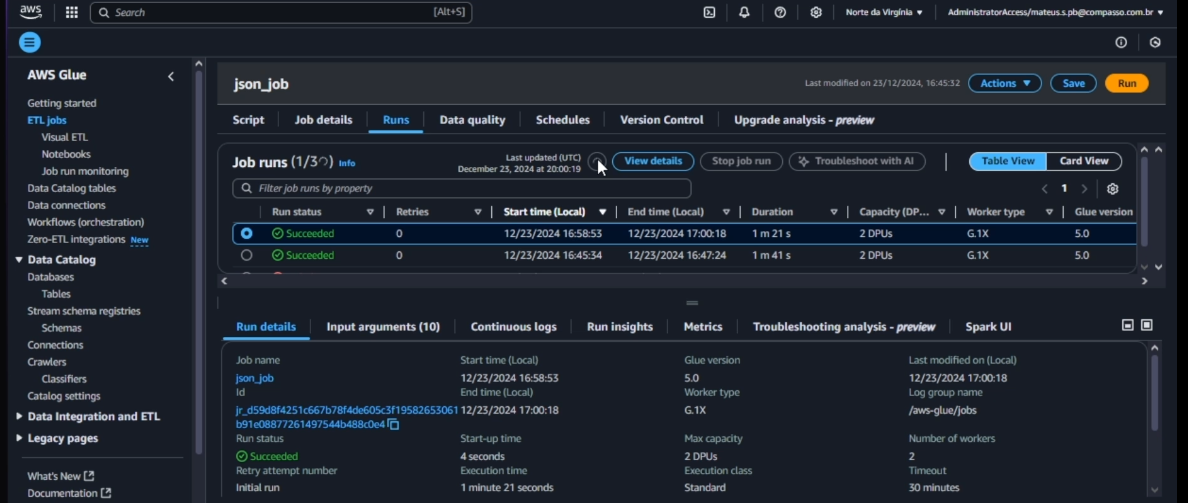 aws
Search [Alt+S]
Norte da Virgínia ▼ AdministratorAccess/mateus.s.pb@compasso.com.br ▼
AWS Glue
Getting started
ETL jobs
Visual ETL
Notebooks
Job run monitoring
Data Catalog tables
Data connections
Workflows (orchestration)
Zero-ETL integrations New
Data Catalog
Databases
Tables
Stream schema registries
Schemas
Connections
Crawlers
Classifiers
Catalog settings
Data Integration and ETL
Legacy pages
What's New
Documentation
json_job
Last modified on 23/12/2024, 16:45:32 Actions ▼ Save Run
Script Job details Runs Data quality Schedules Version Control Upgrade analysis - preview
Job runs (1/3) Info
Last updated (UTC)
December 23, 2024 at 20:00:19
View details Stop job run Troubleshoot with AI Table View Card View
Filter job runs by property
1
Run status Retries Start time (Local) End time (Local) Duration Capacity (DP... Worker type Glue version
Succeeded 0 12/23/2024 16:58:53 12/23/2024 17:00:18 1 m 21 s 2 DPUs G.1X 5.0
Succeeded 0 12/23/2024 16:45:34 12/23/2024 16:47:24 1 m 41 s 2 DPUs G.1X 5.0
Run details Input arguments (10) Continuous logs Run insights Metrics Troubleshooting analysis - preview Spark UI
Job name Start time (Local) Glue version Last modified on (Local)
json_job 12/23/2024 16:58:53 5.0 12/23/2024 17:00:18
Id End time (Local) Worker type Log group name
jr_d59d8f4251c667b78f4de605c3f19582653061 12/23/2024 17:00:18 G.1X /aws-glue/jobs
b91e08877261497544b488c0e4
Run status Start-up time Max capacity Number of workers
Succeeded 4 seconds 2 DPUs 2
Retry attempt number Execution time Execution class Timeout
Initial run 1 minute 21 seconds Standard 30 minutes